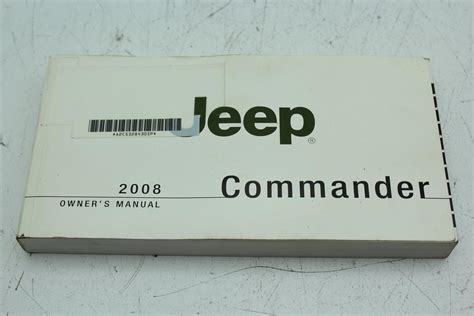 Jeep
®
2008
OWNER'S MANUAL
Commander